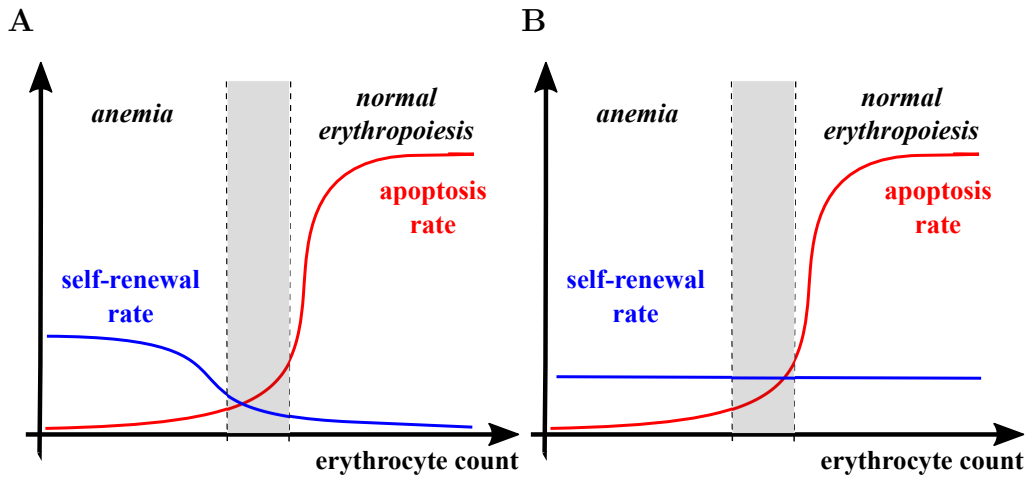 A
anemia
normal
erythropoiesis
apoptosis
rate
self-renewal
rate
erythrocyte count
B
anemia
normal
erythropoiesis
apoptosis
rate
self-renewal
rate
erythrocyte count